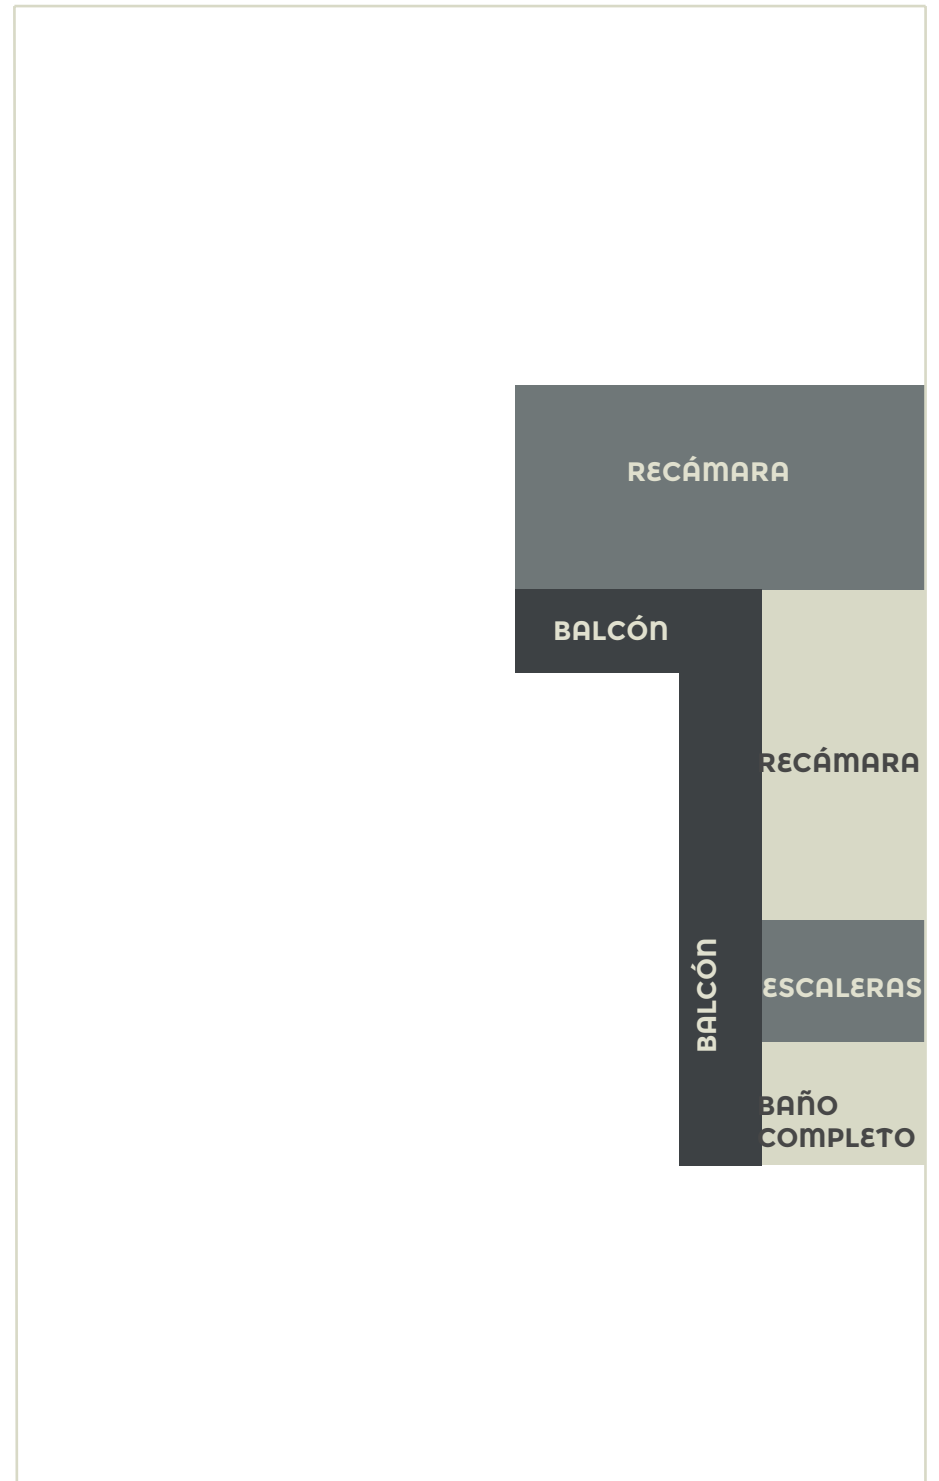 RECÁMARA
BALCÓN
RECÁMARA
BALCÓN
ESCALERAS
BAÑO
COMPLETO